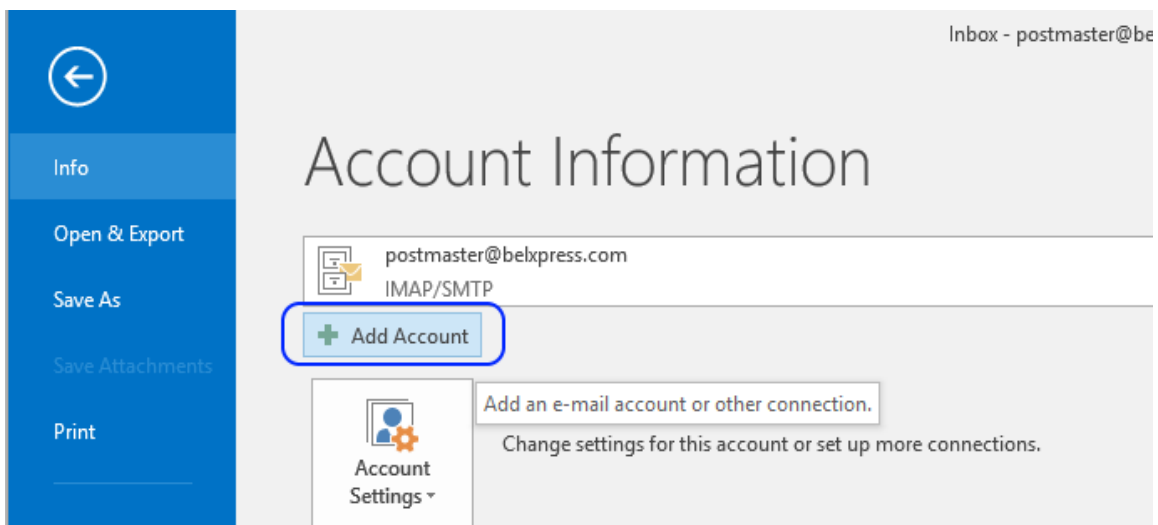 Inbox - postmaster@be
Info
Account Information
Open & Export
postmaster@belxpress.com
IMAP/SMTP
Save As
Add Account
Save Attachments
Add an e-mail account or other connection.
Print
Change settings for this account or set up more connections.
Account
Settings